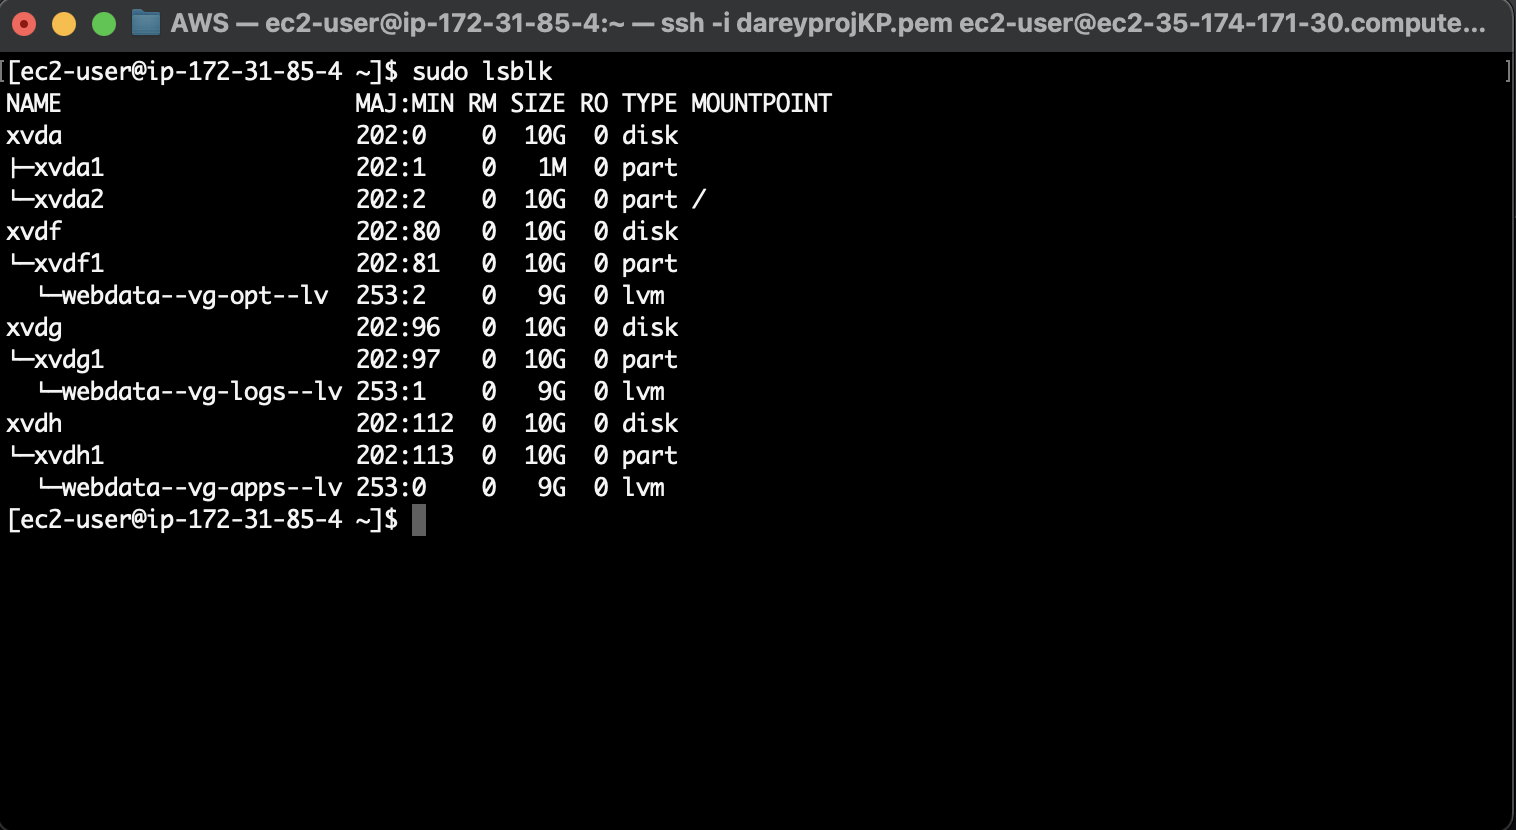 AWS — ec2-user@ip-172-31-85-4:~ — ssh -i dareyprojKP.pem ec2-user@ec2-35-174-171-30.compute...
[[ec2-user@ip-172-31-85-4 ~]$ sudo lsblk ]
NAME                     MAJ:MIN RM SIZE RO TYPE MOUNTPOINT
xvda                     202:0    0  10G  0 disk
├─xvda1                  202:1    0   1M  0 part
└─xvda2                  202:2    0  10G  0 part /
xvdf                     202:80   0  10G  0 disk
└─xvdf1                  202:81   0  10G  0 part
  └─webdata--vg-opt--lv  253:2    0   9G  0 lvm
xvdg                     202:96   0  10G  0 disk
└─xvdg1                  202:97   0  10G  0 part
  └─webdata--vg-logs--lv 253:1    0   9G  0 lvm
xvdh                     202:112  0  10G  0 disk
└─xvdh1                  202:113  0  10G  0 part
  └─webdata--vg-apps--lv 253:0    0   9G  0 lvm
[ec2-user@ip-172-31-85-4 ~]$